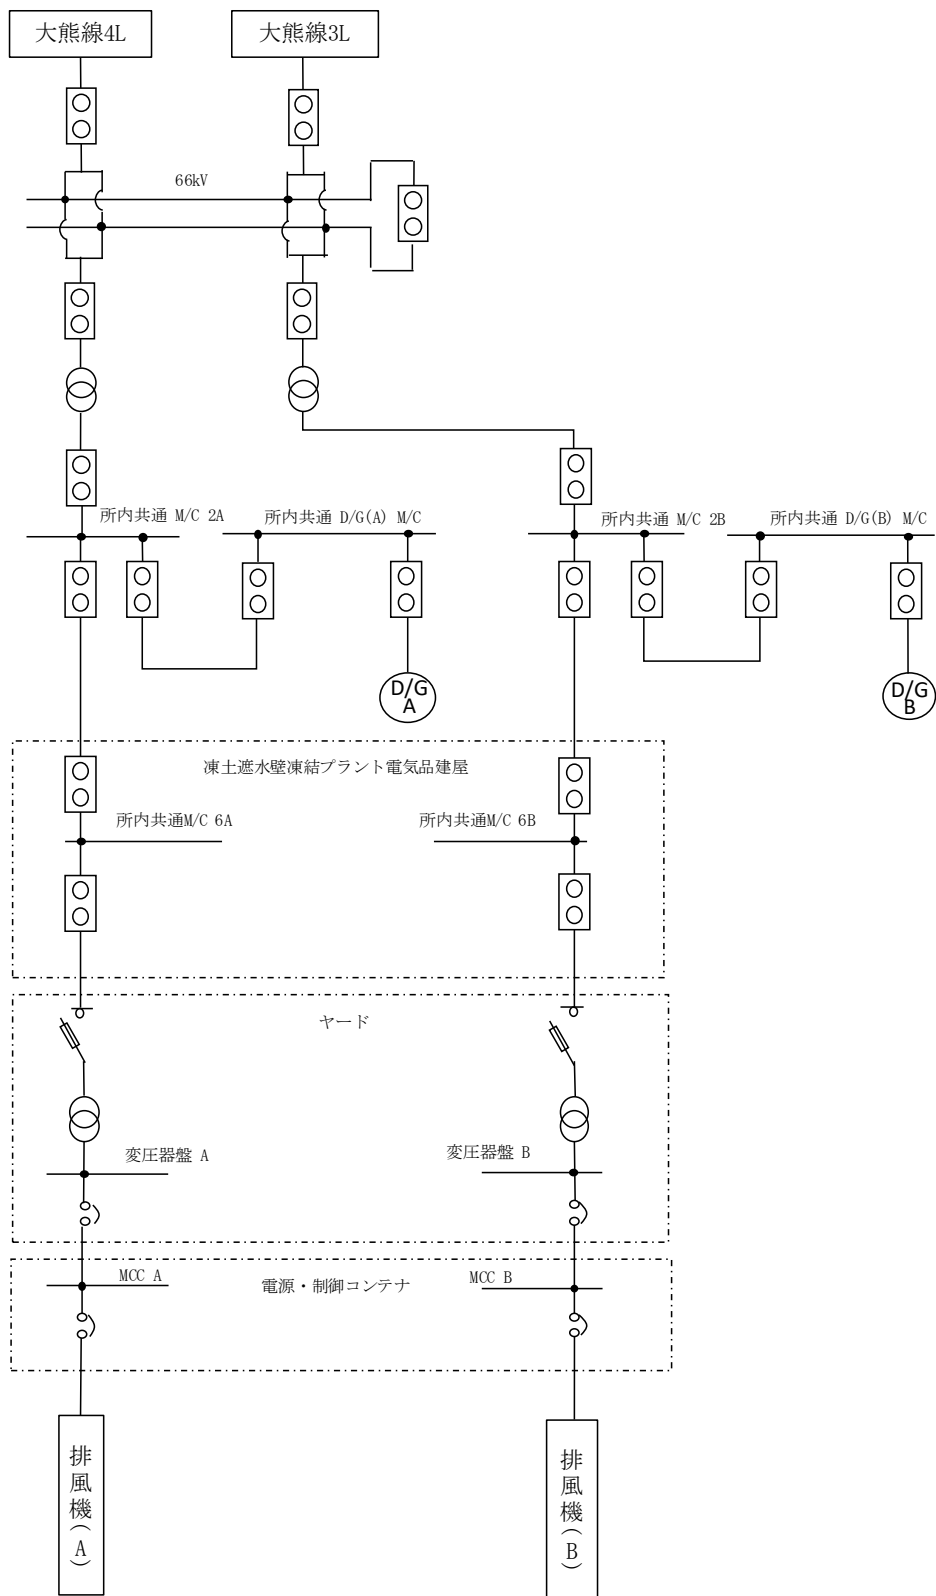 大熊線4L
大熊線3L
66kV
所内共通 M/C 2A
所内共通 D/G(A) M/C
所内共通 M/C 2B
所内共通 D/G(B) M/C
D/G
A
D/G
B
凍土遮水壁凍結プラント電気品建屋
所内共通M/C 6A
所内共通M/C 6B
ヤード
変圧器盤 A
変圧器盤 B
MCC A
電源・制御コンテナ
MCC B
排風機(A)
排風機(B)